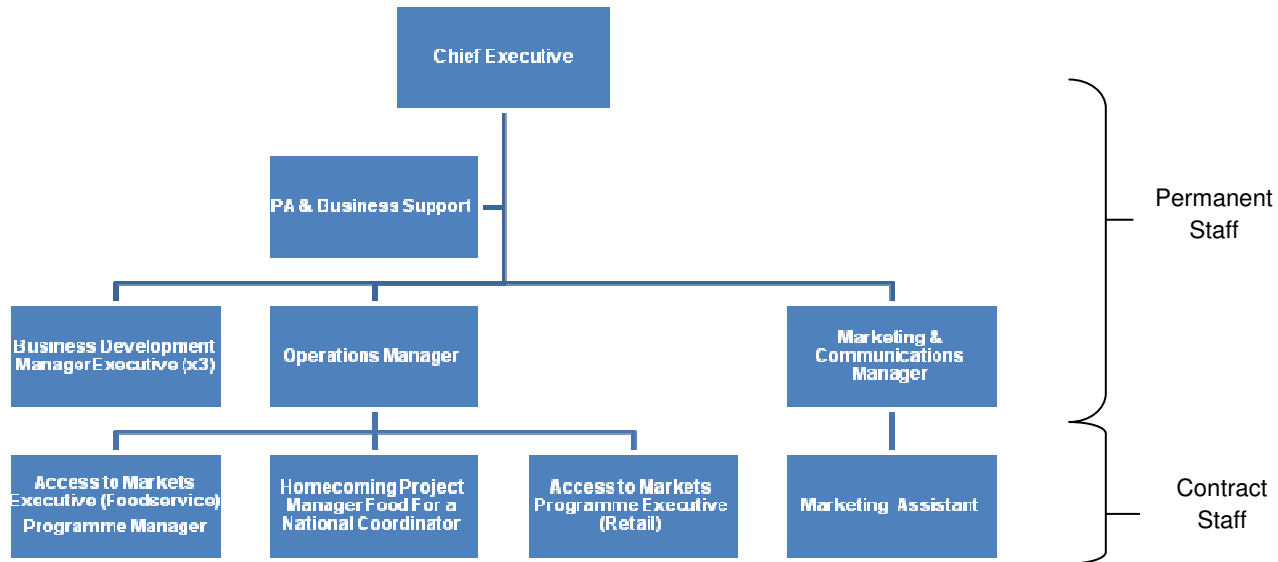 Chief Executive
PA & Business Support
Permanent
Staff
Business Development
Manager Executive (x3)
Operations Manager
Marketing &
Communications
Manager
Access to Markets
Executive (Foodservice)
Programme Manager
Homecoming Project
Manager Food For a
National Coordinator
Access to Markets
Programme Executive
(Retail)
Marketing Assistant
Contract
Staff